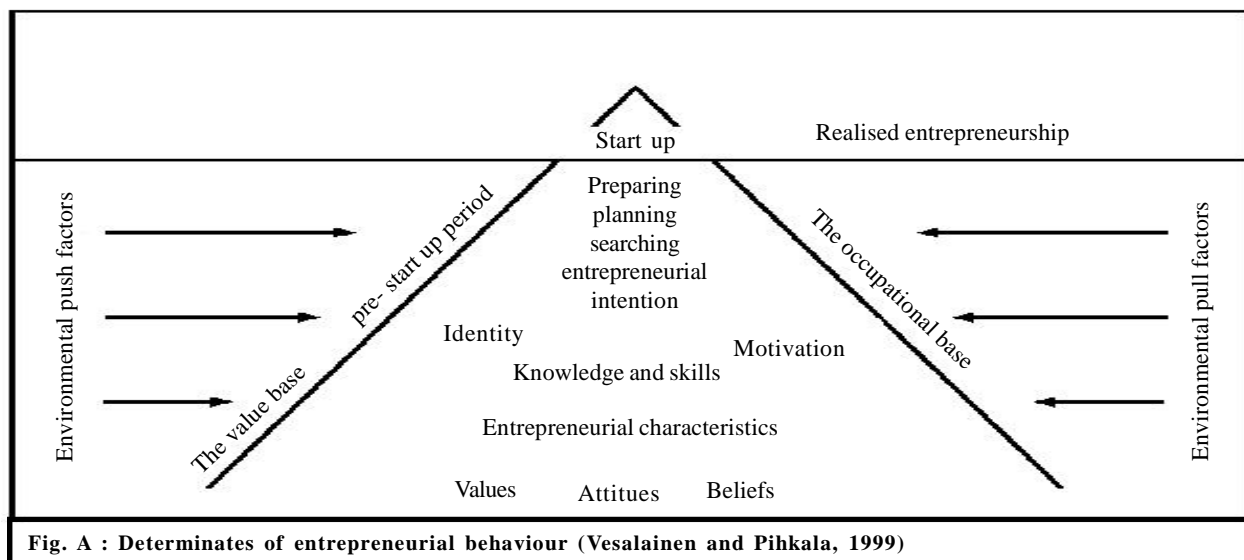 Start up
Realised entrepreneurship
Environmental push factors
The value base
pre- start up period
Preparing
planning
searching
entrepreneurial
intention
Identity
Motivation
Knowledge and skills
Entrepreneurial characteristics
Values
Attitues
Beliefs
The occupational base
Environmental pull factors
Fig. A : Determinates of entrepreneurial behaviour (Vesalainen and Pihkala, 1999)